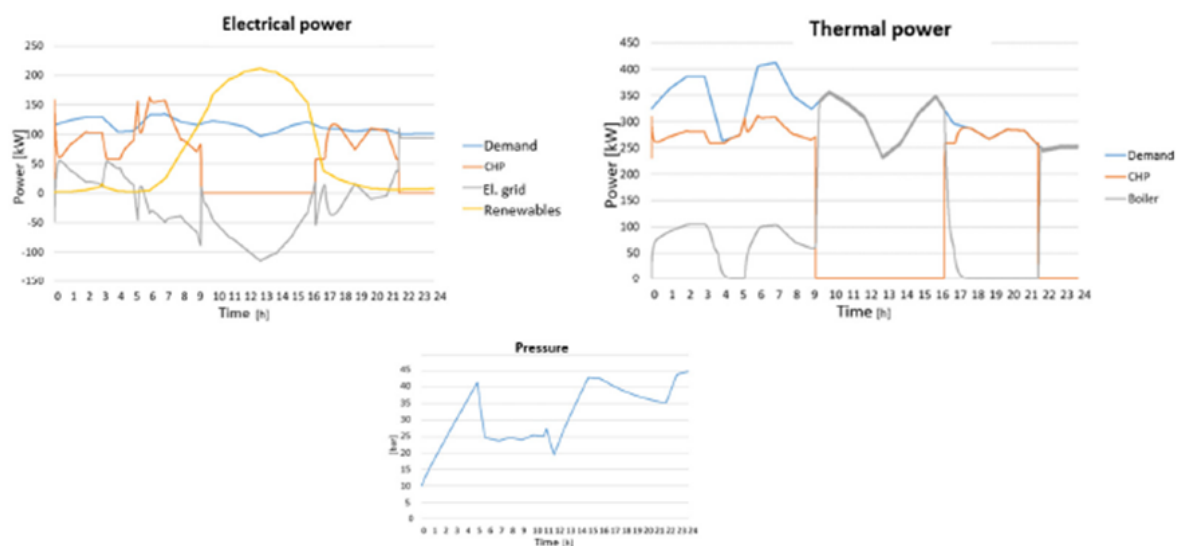 Electrical power
250
200
150
100
50
0
-50
-100
-150
Power [kW]
0 1 2 3 4 5 6 7 8 9 10 11 12 13 14 15 16 17 18 19 20 21 22 23 24
Time [h]
Demand
CHP
El. grid
Renewables
Thermal power
450
400
350
300
250
200
150
100
50
0
Power [kW]
0 1 2 3 4 5 6 7 8 9 10 11 12 13 14 15 16 17 18 19 20 21 22 23 24
Time [h]
Demand
CHP
Boiler
Pressure
45
40
35
30
25
20
15
10
5
0
[bar]
0 1 2 3 4 5 6 7 8 9 10 11 12 13 14 15 16 17 18 19 20 21 22 23 24
Time [h]